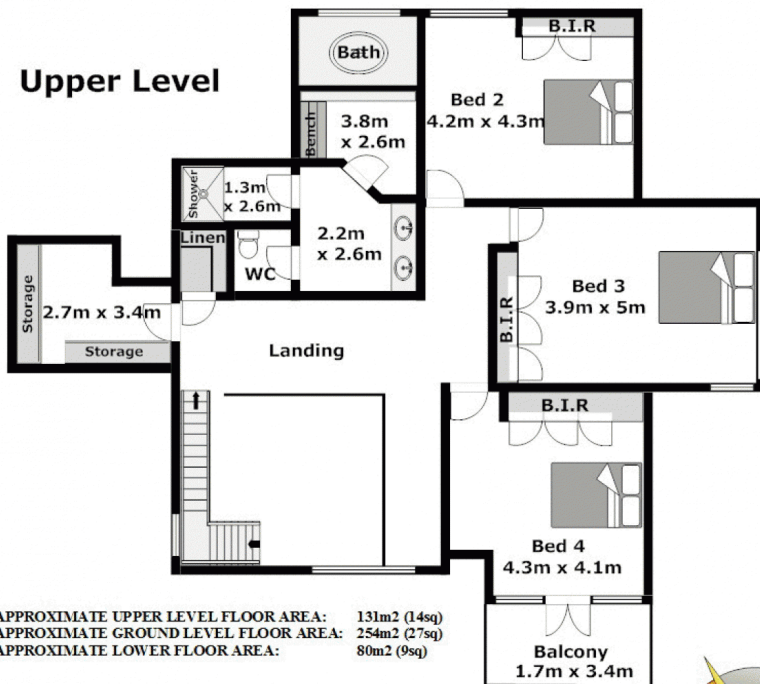 Upper Level
B.I.R
Bath
Bed 2
4.2m x 4.3m
Bench
3.8m
x 2.6m
Shower
1.3m
x 2.6m
Linen
WC
2.2m
x 2.6m
Storage
2.7m x 3.4m
Storage
Landing
Bed 3
3.9m x 5m
B.I.R
B.I.R
Bed 4
4.3m x 4.1m
Balcony
1.7m x 3.4m
APPROXIMATE UPPER LEVEL FLOOR AREA: 131m2 (14sq)
APPROXIMATE GROUND LEVEL FLOOR AREA: 254m2 (27sq)
APPROXIMATE LOWER FLOOR AREA: 80m2 (9sq)